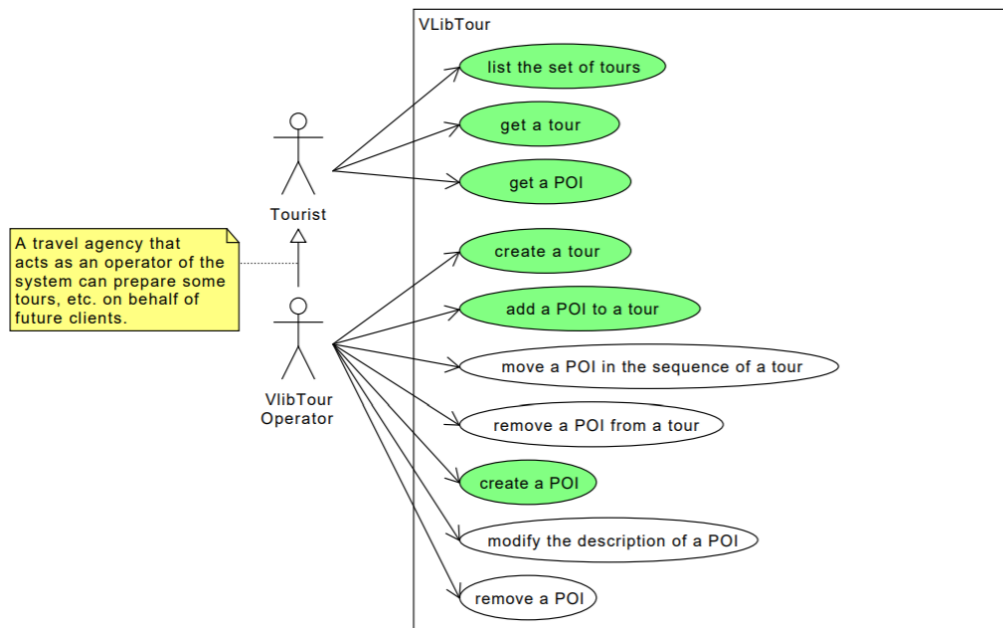 VLibTour
list the set of tours
get a tour
get a POI
Tourist
A travel agency that
acts as an operator of the
system can prepare some
tours, etc. on behalf of
future clients.
create a tour
add a POI to a tour
move a POI in the sequence of a tour
VlibTour
Operator
remove a POI from a tour
create a POI
modify the description of a POI
remove a POI